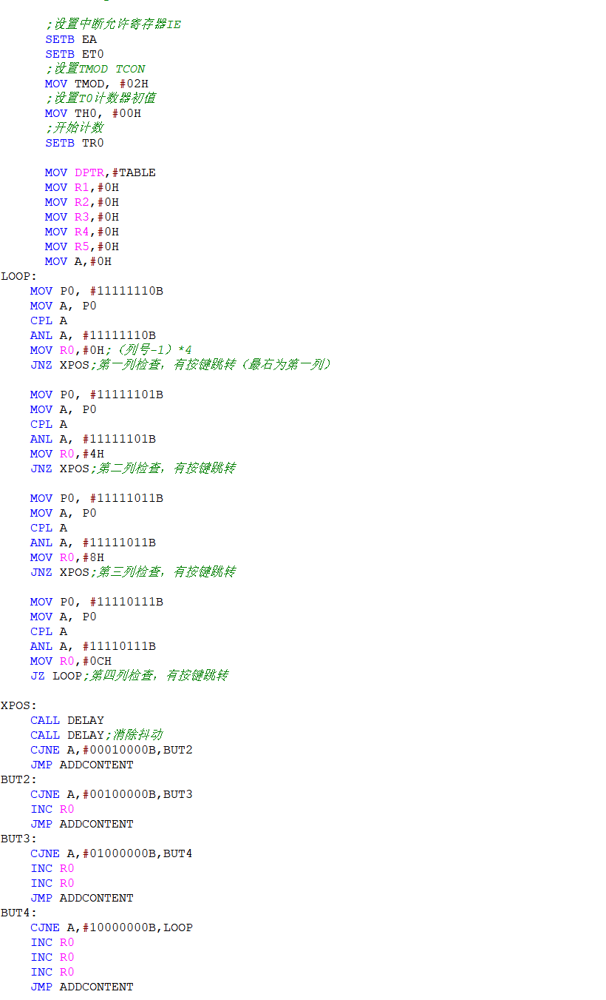 ;设置中断允许寄存器IE
SETB EA
SETB ET0
;设置TMOD TCON
MOV TMOD, #02H
;设置T0计数器初值
MOV TH0, #00H
;开始计数
SETB TR0
MOV DPTR,#TABLE
MOV R1,#0H
MOV R2,#0H
MOV R3,#0H
MOV R4,#0H
MOV R5,#0H
MOV A,#0H
LOOP:
MOV P0, #11111110B
MOV A, P0
CPL A
ANL A, #11111110B
MOV R0,#0H;（列号-1）*4
JNZ XPOS;第一列检查，有按键跳转（最右为第一列）
MOV P0, #11111101B
MOV A, P0
CPL A
ANL A, #11111101B
MOV R0,#4H
JNZ XPOS;第二列检查，有按键跳转
MOV P0, #11111011B
MOV A, P0
CPL A
ANL A, #11111011B
MOV R0,#8H
JNZ XPOS;第三列检查，有按键跳转
MOV P0, #11110111B
MOV A, P0
CPL A
ANL A, #11110111B
MOV R0,#0CH
JZ LOOP;第四列检查，有按键跳转
XPOS:
CALL DELAY
CALL DELAY;消除抖动
CJNE A,#00010000B,BUT2
JMP ADDCONTENT
BUT2:
CJNE A,#00100000B,BUT3
INC R0
JMP ADDCONTENT
BUT3:
CJNE A,#01000000B,BUT4
INC R0
INC R0
JMP ADDCONTENT
BUT4:
CJNE A,#10000000B,LOOP
INC R0
INC R0
INC R0
JMP ADDCONTENT